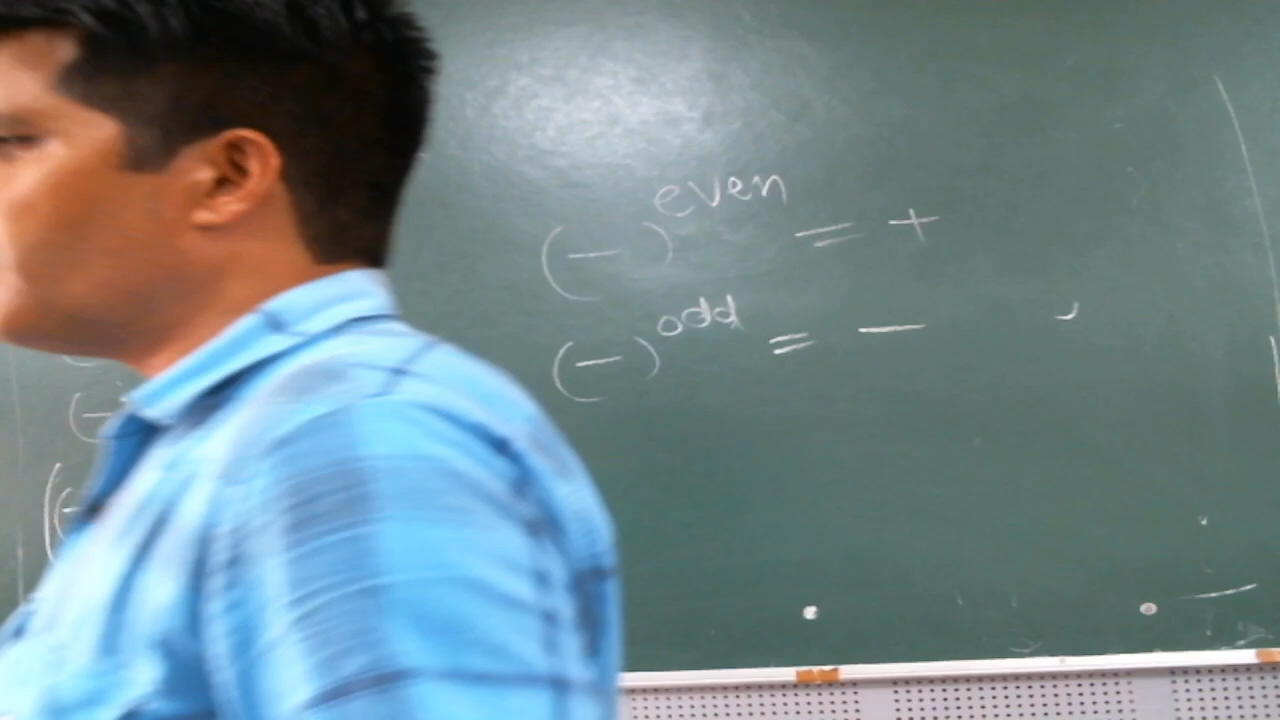 (-)^even = +
(-)^odd = -
(-
(-